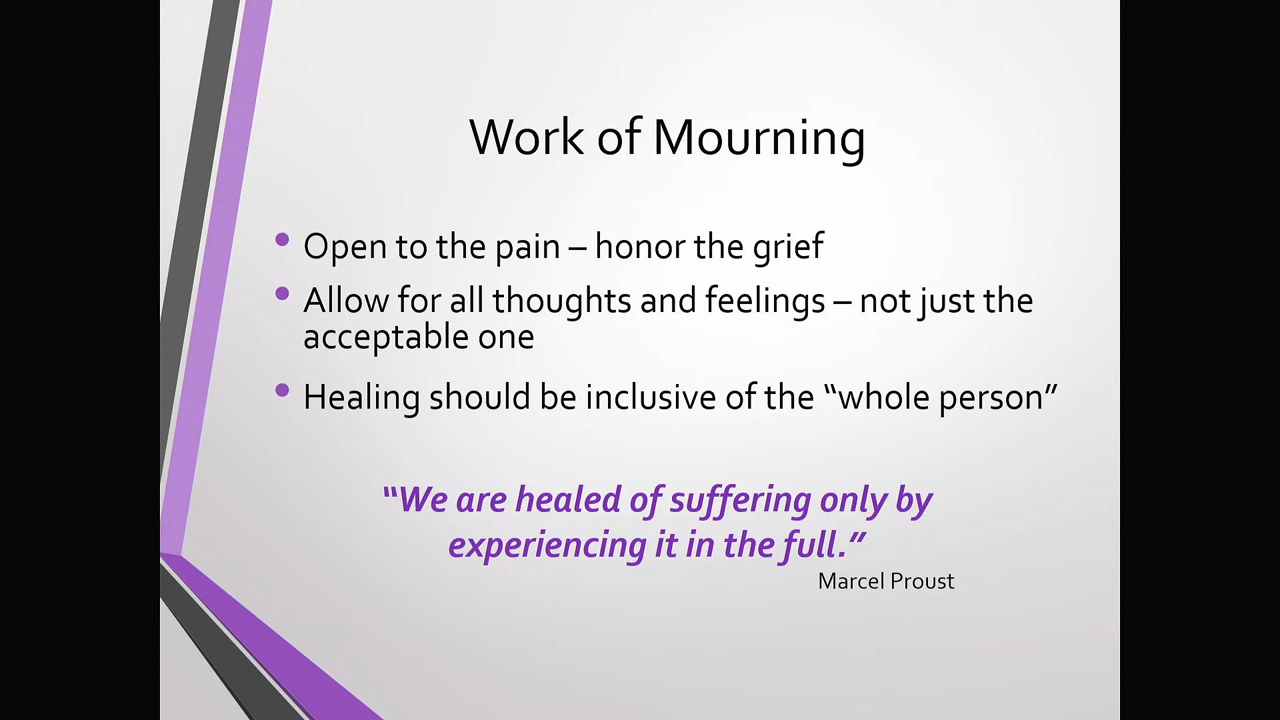 Work of Mourning
• Open to the pain – honor the grief
• Allow for all thoughts and feelings – not just the
acceptable one
• Healing should be inclusive of the “whole person”
“We are healed of suffering only by
experiencing it in the full.”
Marcel Proust